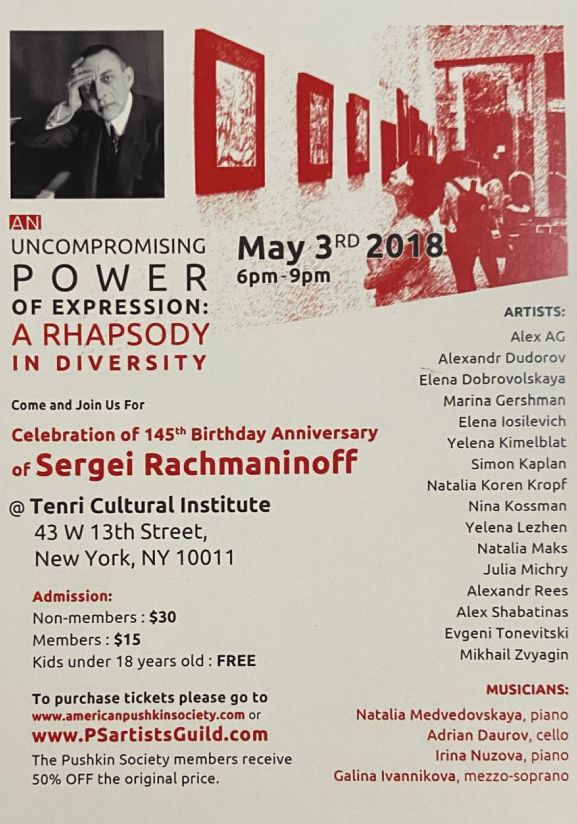 AN
UNCOMPROMISING
POWER
OF EXPRESSION:
A RHAPSODY
IN DIVERSITY
May 3RD 2018
6pm-9pm
Come and Join Us For
Celebration of 145th Birthday Anniversary
of Sergei Rachmaninoff
@ Tenri Cultural Institute
43 W 13th Street,
New York, NY 10011
Admission:
Non-members : $30
Members : $15
Kids under 18 years old : FREE
To purchase tickets please go to
www.americanpushkinsociety.com or
www.PSartistsGuild.com
The Pushkin Society members receive
50% OFF the original price.
ARTISTS:
Alex AG
Alexandr Dudorov
Elena Dobrovolskaya
Marina Gershman
Elena Iosilevich
Yelena Kimelblat
Simon Kaplan
Natalia Koren Kropf
Nina Kossman
Yelena Lezhen
Natalia Maks
Julia Michry
Alexandr Rees
Alex Shabatinas
Evgeni Tonevitski
Mikhail Zvyagin
MUSICIANS:
Natalia Medvedovskaya, piano
Adrian Daurov, cello
Irina Nuzova, piano
Galina Ivannikova, mezzo-soprano